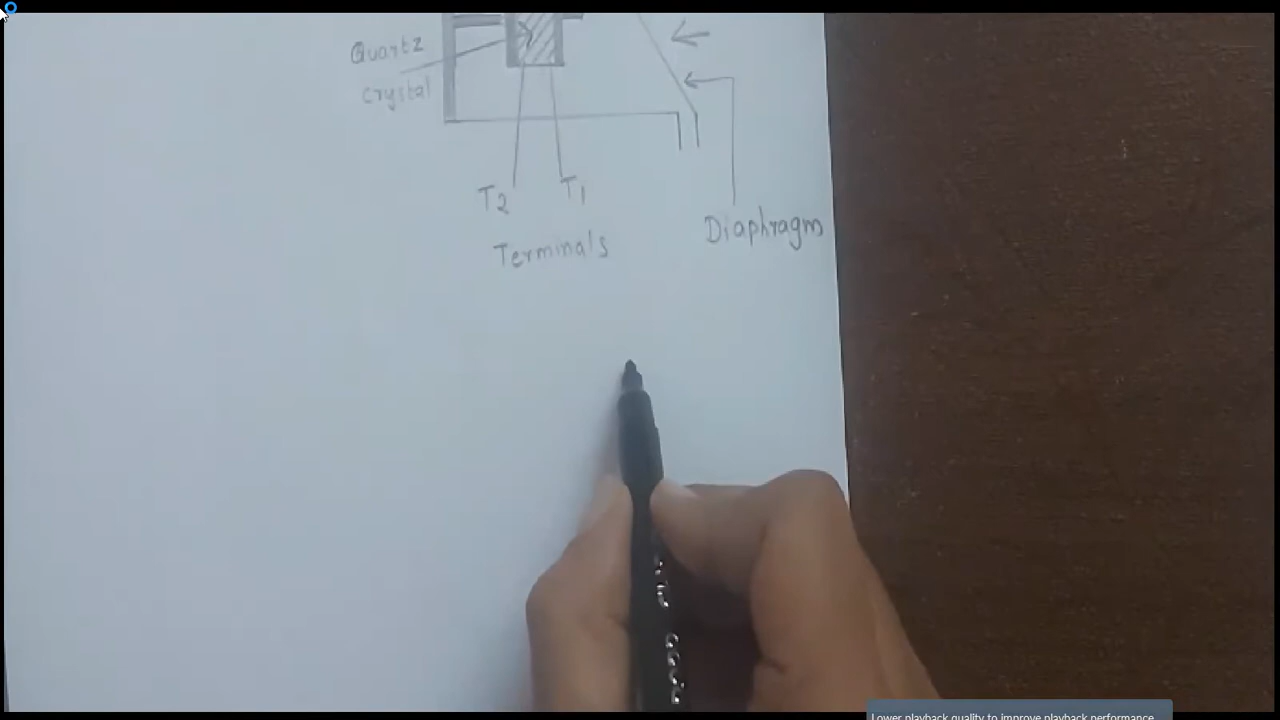 Quartz
crystal
T2 T1
Terminals
Diaphragm
Lower playback quality to improve playback performance.